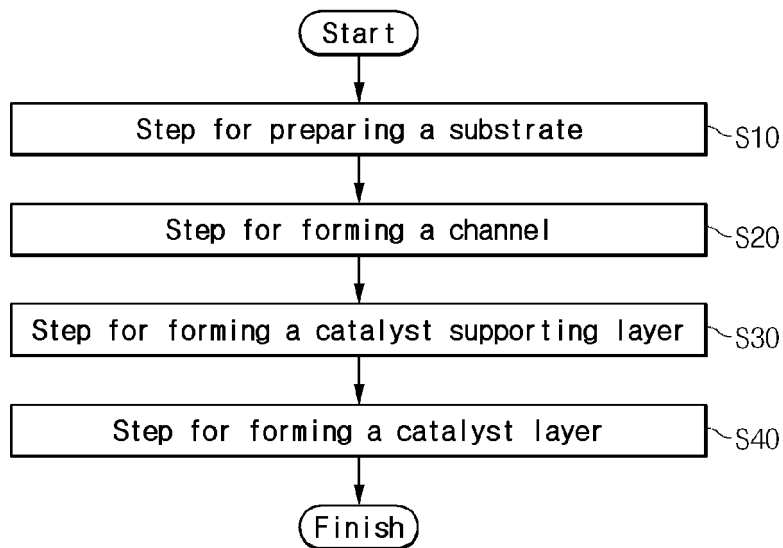 Start
Step for preparing a substrate
S10
Step for forming a channel
S20
Step for forming a catalyst supporting layer
S30
Step for forming a catalyst layer
S40
Finish